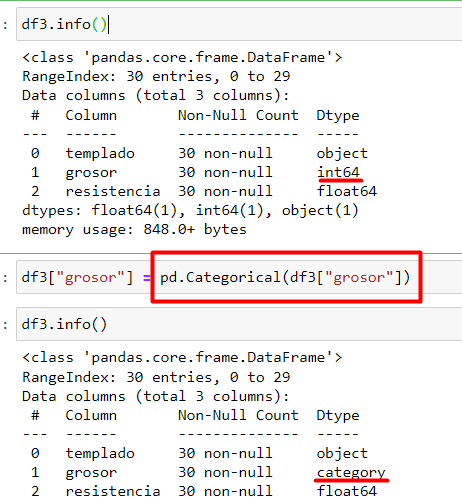 : df3.info()
<class 'pandas.core.frame.DataFrame'>
RangeIndex: 30 entries, 0 to 29
Data columns (total 3 columns):
 #   Column       Non-Null Count  Dtype
---  ------       --------------  -----
 0   templado     30 non-null     object
 1   grosor       30 non-null     int64
 2   resistencia  30 non-null     float64
dtypes: float64(1), int64(1), object(1)
memory usage: 848.0+ bytes
: df3["grosor"] = pd.Categorical(df3["grosor"])
: df3.info()
<class 'pandas.core.frame.DataFrame'>
RangeIndex: 30 entries, 0 to 29
Data columns (total 3 columns):
 #   Column       Non-Null Count  Dtype
---  ------       --------------  -----
 0   templado     30 non-null     object
 1   grosor       30 non-null     category
 2   resistencia  30 non-null     float64